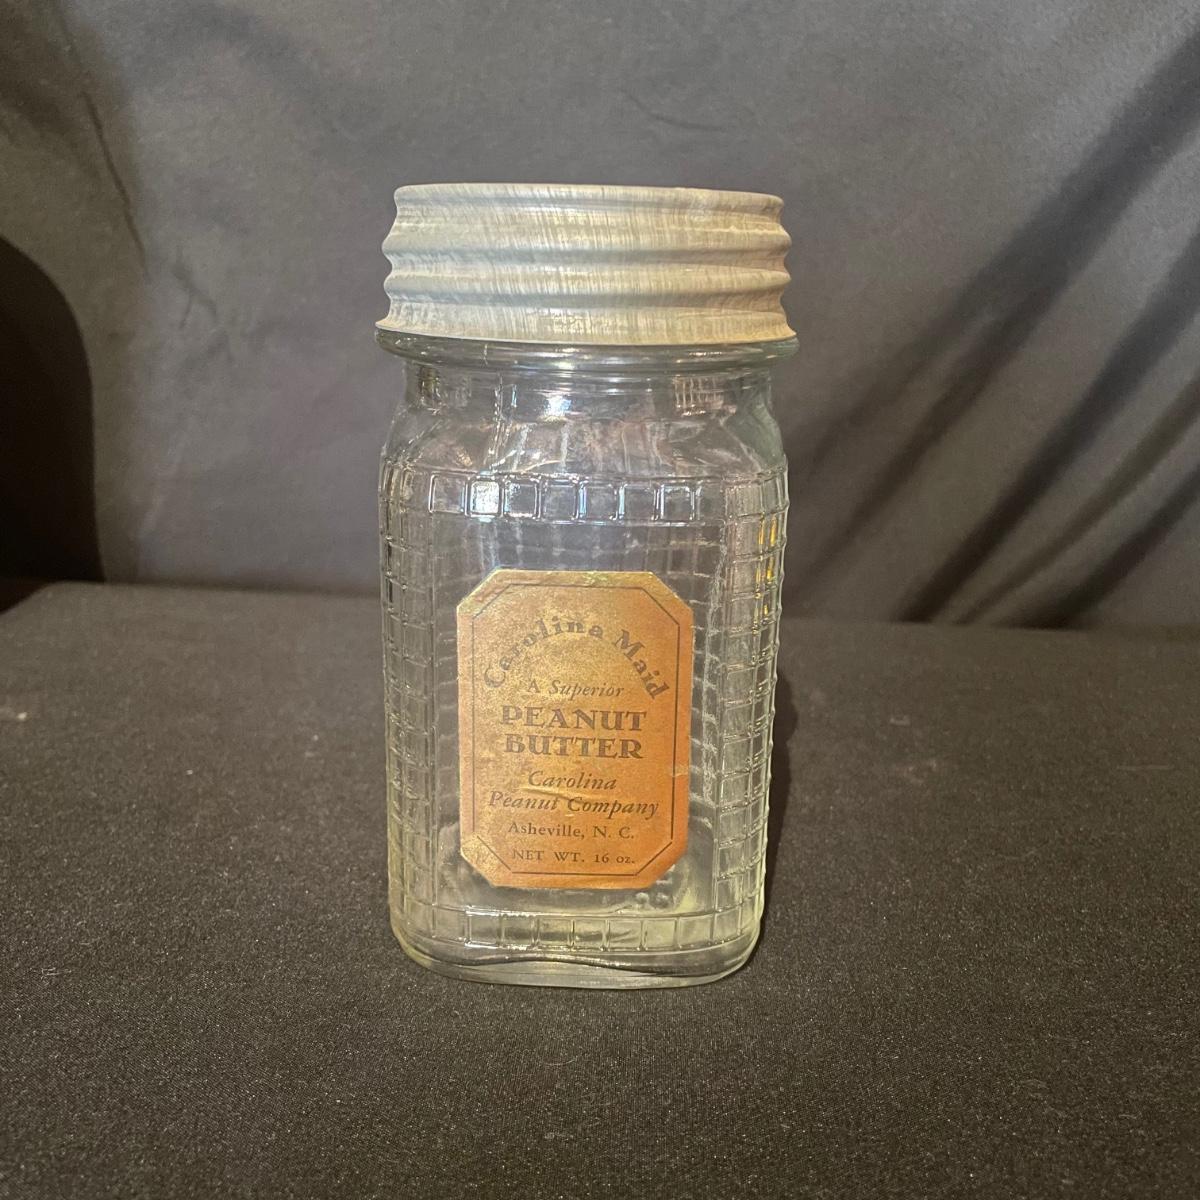 Carolina Maid
A Superior
PEANUT
BUTTER
Carolina
Peanut Company
Asheville, N. C.
NET WT. 16 oz.